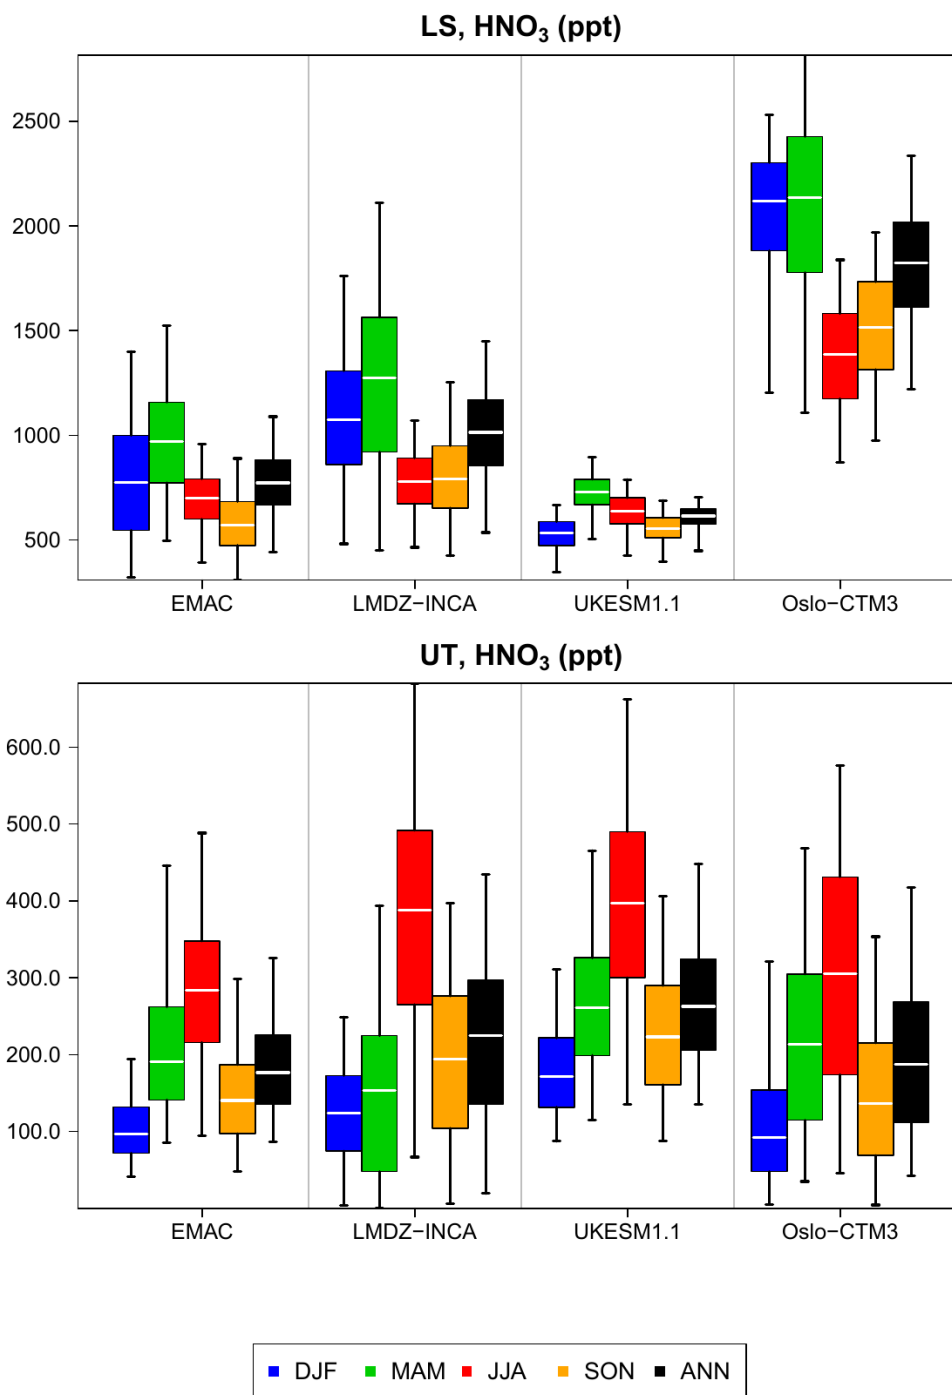 LS, HNO₃ (ppt)
2500
2000
1500
1000
500
EMAC LMDZ−INCA UKESM1.1 Oslo−CTM3
UT, HNO₃ (ppt)
600.0
500.0
400.0
300.0
200.0
100.0
EMAC LMDZ−INCA UKESM1.1 Oslo−CTM3
DJF MAM JJA SON ANN